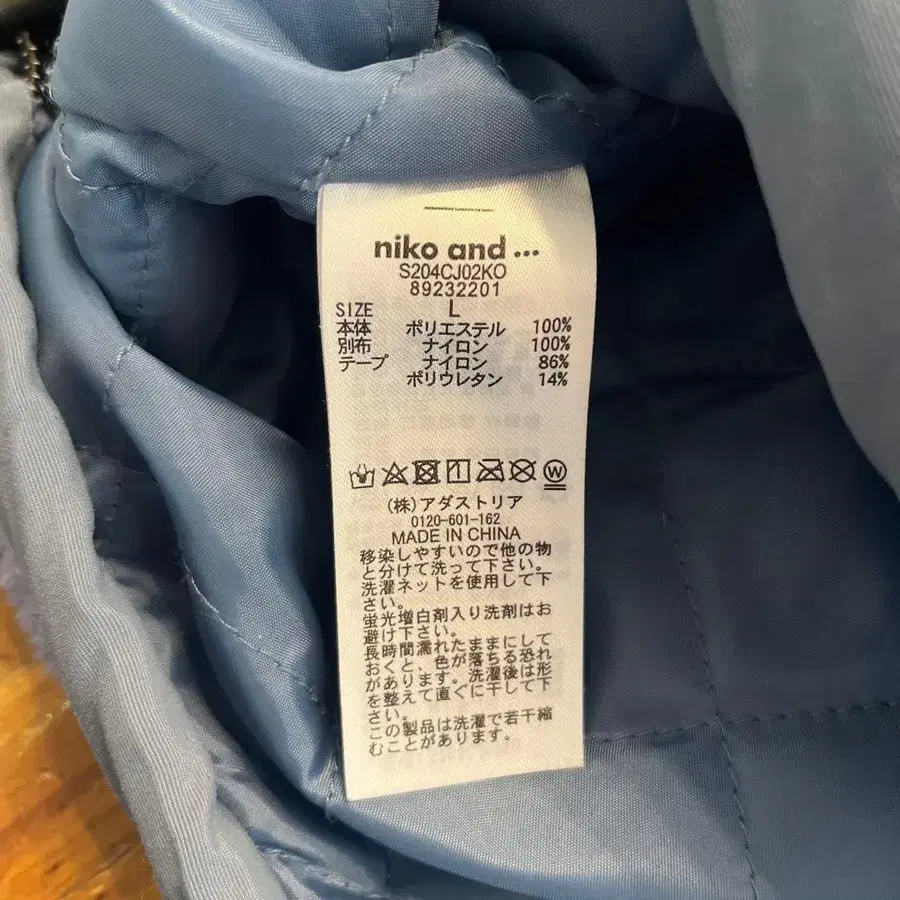 niko and ...
S204CJ02KO
89232201
SIZE L
本体 ポリエステル 100%
別布 ナイロン 100%
テープ ナイロン 86%
ポリウレタン 14%
W
(株)アダストリア
0120-601-162
MADE IN CHINA
移染しやすいので他の物
と分けて洗って下さい。
洗濯ネットを使用して下
さい。
蛍光増白剤入り洗剤はお
避け下さい。
長時間濡れたままにして
おくと、色が落ちる恐れ
があります。洗濯後は形
を整えて直ぐに干して下
さい。
この製品は洗濯で若干縮
むことがあります。